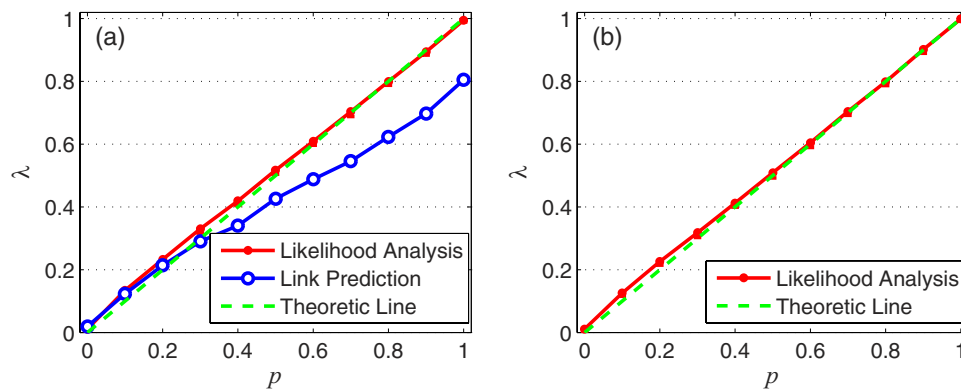 (a)
1
0.8
0.6
0.4
0.2
0
λ
0 0.2 0.4 0.6 0.8 1
p
Likelihood Analysis
Link Prediction
Theoretic Line
(b)
1
0.8
0.6
0.4
0.2
0
λ
0 0.2 0.4 0.6 0.8 1
p
Likelihood Analysis
Theoretic Line